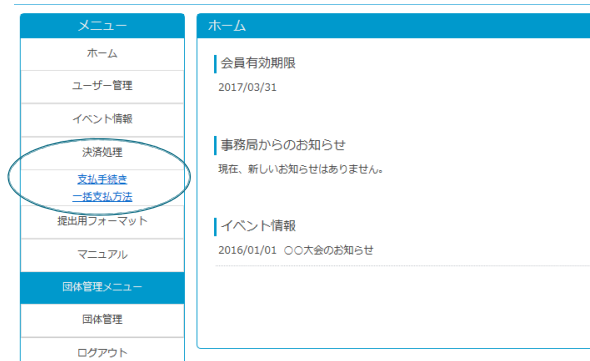 メニュー
ホーム
ユーザー管理
イベント情報
決済処理
支払手続き
一括支払方法
提出用フォーマット
マニュアル
団体管理メニュー
団体管理
ログアウト
ホーム
会員有効期限
2017/03/31
事務局からのお知らせ
現在、新しいお知らせはありません。
イベント情報
2016/01/01 〇〇大会のお知らせ